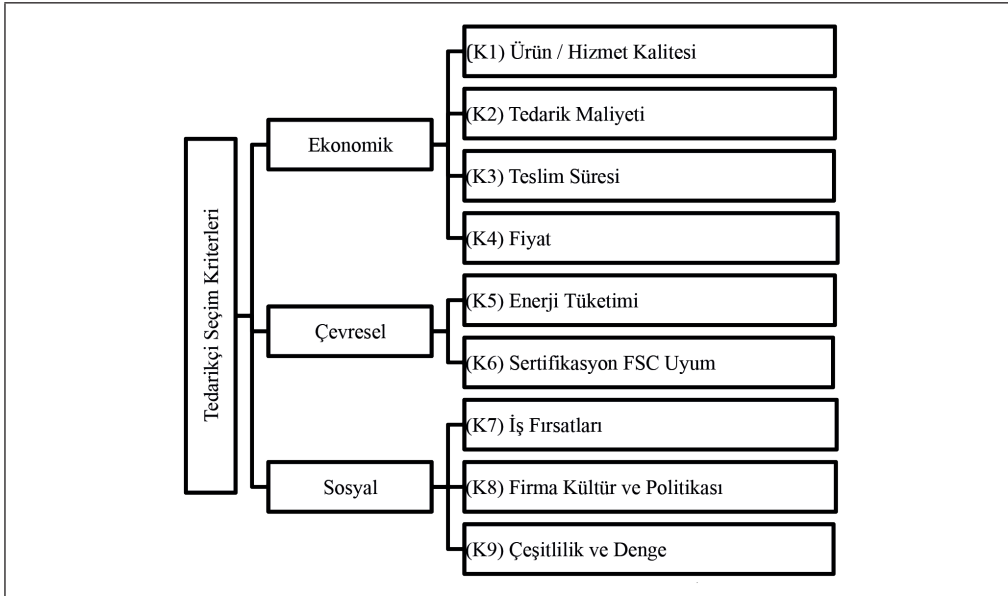 Tedarikçi Seçim Kriterleri
Ekonomik
(K1) Ürün / Hizmet Kalitesi
(K2) Tedarik Maliyeti
(K3) Teslim Süresi
(K4) Fiyat
Çevresel
(K5) Enerji Tüketimi
(K6) Sertifikasyon FSC Uyum
Sosyal
(K7) İş Fırsatları
(K8) Firma Kültür ve Politikası
(K9) Çeşitlilik ve Denge